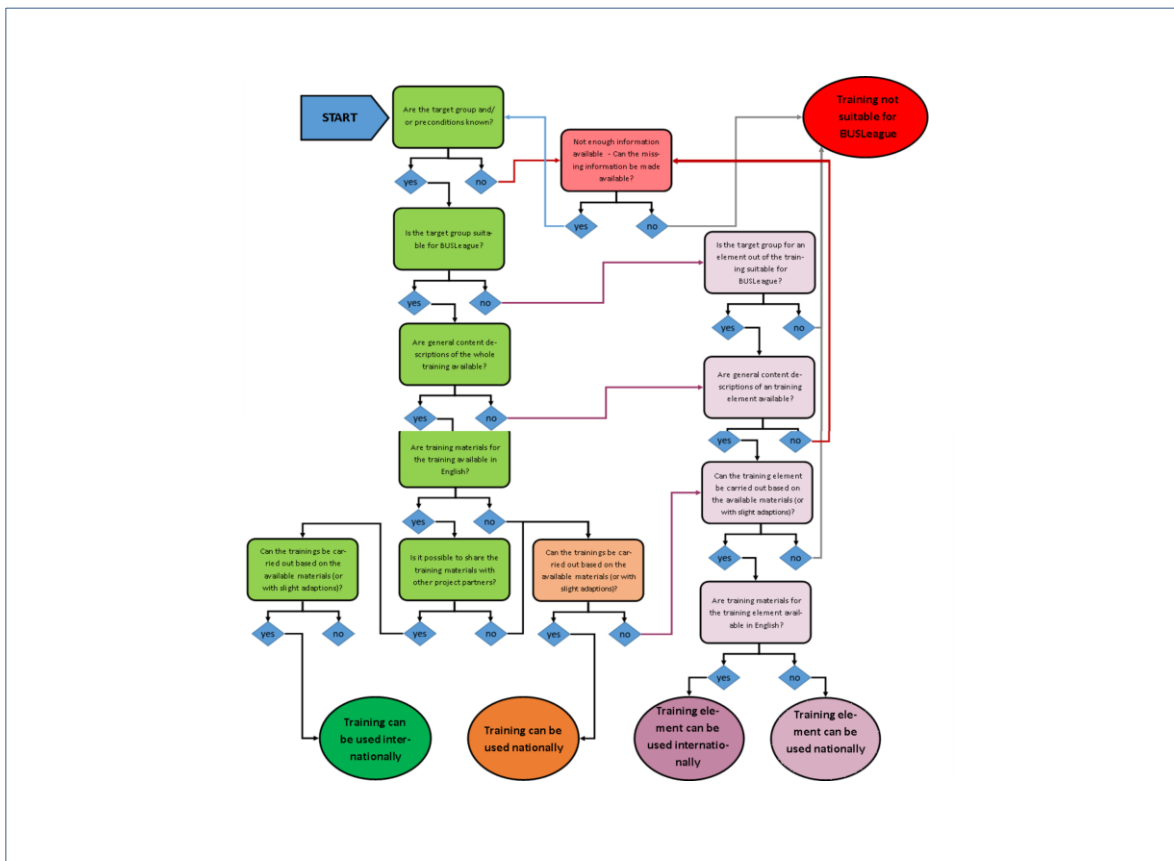 START
Are the target group and/
or preconditions known?
yes
no
Not enough information
available - Can the miss-
ing information be made
available?
yes
no
Training not
suitable for
BUSLeague
Is the target group suita-
ble for BUSLeague?
yes
no
Is the target group for an
element out of the train-
ing suitable for
BUSLeague?
yes
no
Are general content de-
scriptions of the whole
training available?
yes
no
Are general content de-
scriptions of an training
element available?
yes
no
Are training materials for
the training available in
English?
yes
no
Can the training element
be carried out based on
the available materials (or
with slight adaptions)?
yes
no
Can the trainings be car-
ried out based on the
available materials (or
with slight adaptions)?
yes
no
Is it possible to share the
training materials with
other project partners?
yes
no
Can the trainings be car-
ried out based on the
available materials (or with
slight adaptions)?
yes
no
Are training materials for
the training element avail-
able in English?
yes
no
Training can
be used inter-
nationally
Training can be
used nationally
Training ele-
ment can be
used internatio-
nally
Training ele-
ment can be
used nationally